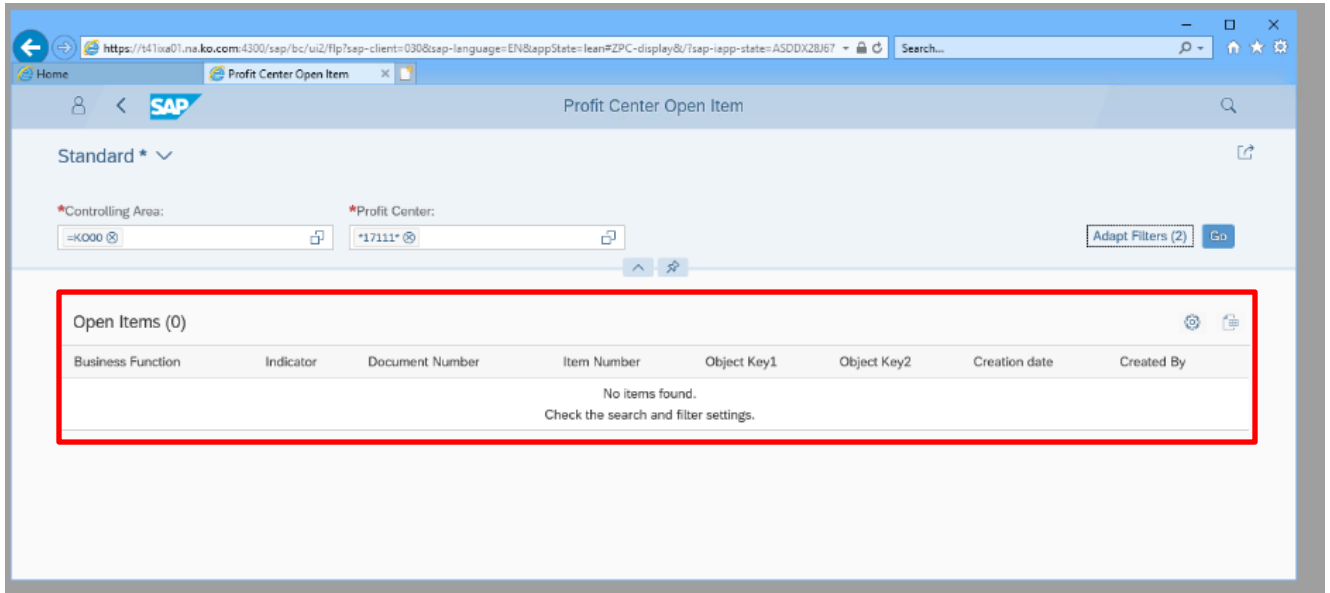 https://t41ixa01.na.ko.com:4300/sap/bc/ui2/flp?sap-client=030&sap-language=EN&appState=lean#ZPC-display&/?sap-iapp-state=ASDDX28J67 Search...
Home Profit Center Open Item
SAP Profit Center Open Item
Standard *
*Controlling Area: *Profit Center:
=KO00 *17111* Adapt Filters (2) Go
Open Items (0)
Business Function Indicator Document Number Item Number Object Key1 Object Key2 Creation date Created By
No items found.
Check the search and filter settings.